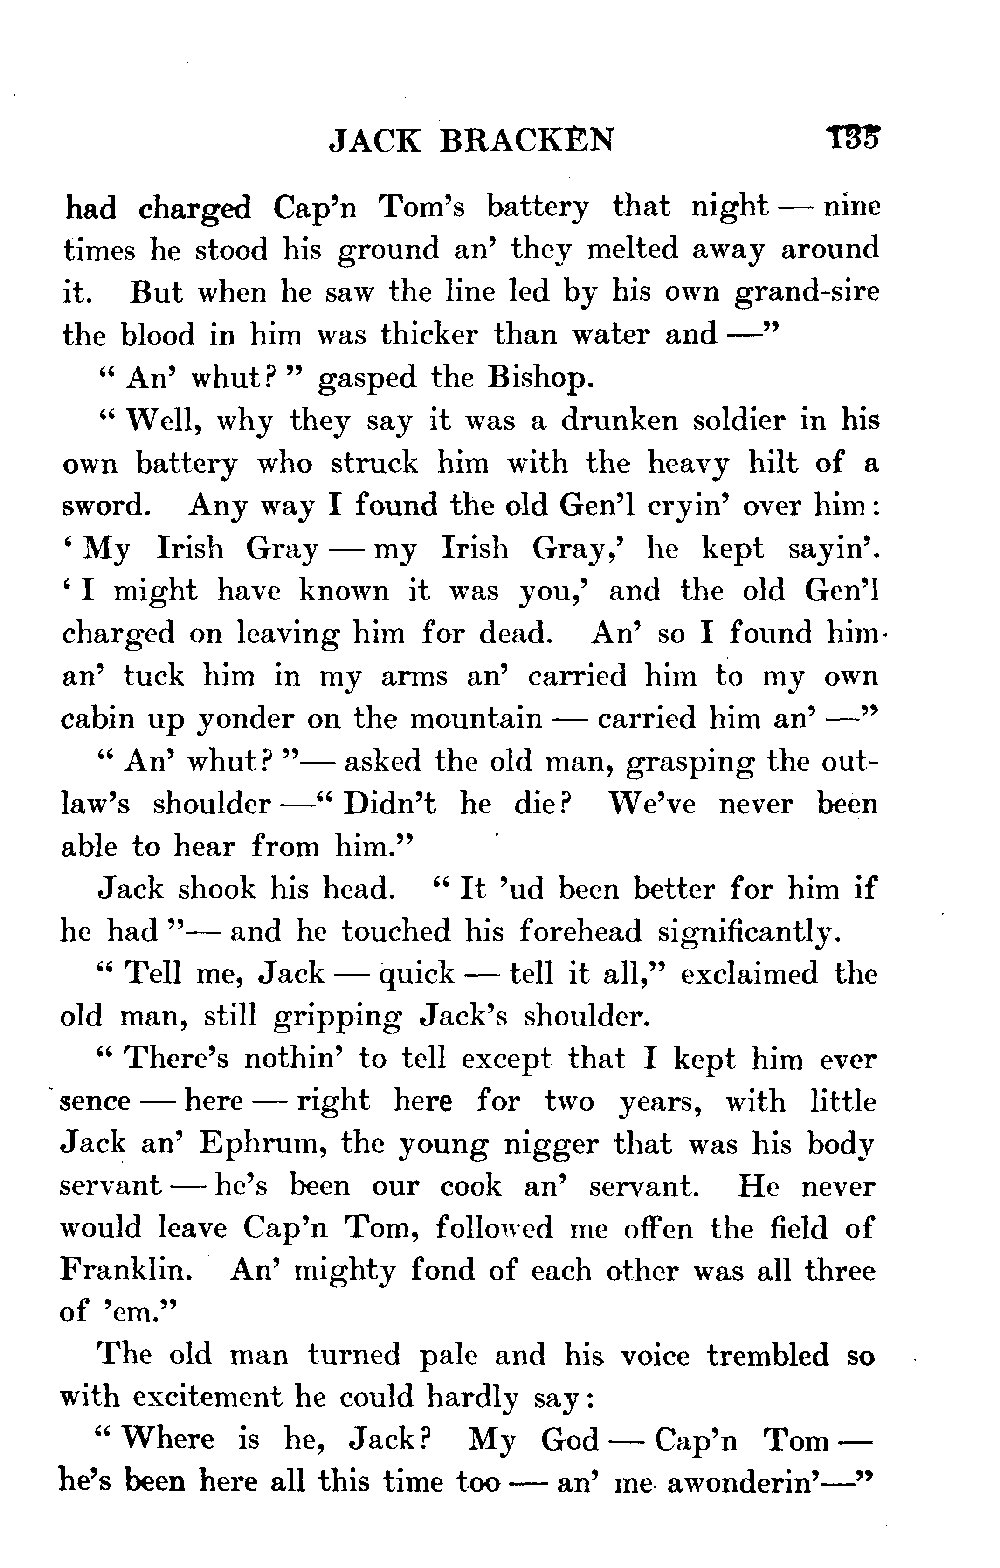 JACK BRACKEN 135
had charged Cap'n Tom's battery that night — nine
times he stood his ground an' they melted away around
it. But when he saw the line led by his own grand-sire
the blood in him was thicker than water and —"
" An' whut? " gasped the Bishop.
" Well, why they say it was a drunken soldier in his
own battery who struck him with the heavy hilt of a
sword. Any way I found the old Gen'l cryin' over him :
' My Irish Gray — my Irish Gray,' he kept sayin'.
' I might have known it was you,' and the old Gen'l
charged on leaving him for dead. An' so I found him
an' tuck him in my arms an' carried him to my own
cabin up yonder on the mountain — carried him an' —"
" An' whut? "— asked the old man, grasping the out-
law's shoulder —" Didn't he die? We've never been
able to hear from him."
Jack shook his head. " It 'ud been better for him if
he had "— and he touched his forehead significantly.
" Tell me, Jack — quick — tell it all," exclaimed the
old man, still gripping Jack's shoulder.
" There's nothin' to tell except that I kept him ever
sence — here — right here for two years, with little
Jack an' Ephrum, the young nigger that was his body
servant — he's been our cook an' servant. He never
would leave Cap'n Tom, followed me offen the field of
Franklin. An' mighty fond of each other was all three
of 'em."
The old man turned pale and his voice trembled so
with excitement he could hardly say :
" Where is he, Jack? My God — Cap'n Tom —
he's been here all this time too — an' me awonderin'—"